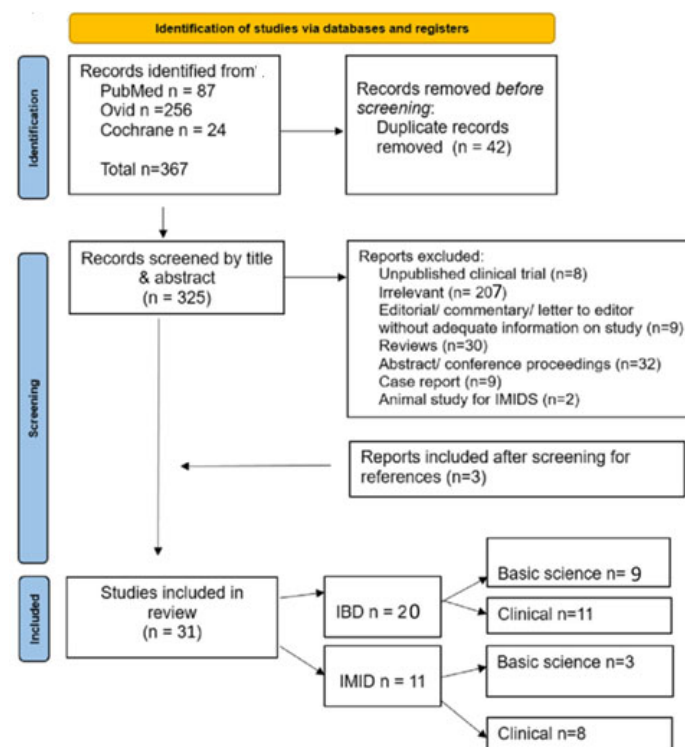 Identification of studies via databases and registers
Identification
Records identified from .
PubMed n = 87
Ovid n =256
Cochrane n = 24
Total n=367
Records removed before
screening:
Duplicate records
removed (n = 42)
Screening
Records screened by title
& abstract
(n = 325)
Reports excluded:
Unpublished clinical trial (n=8)
Irrelevant (n= 207)
Editorial/ commentary/ letter to editor
without adequate information on study (n=9)
Reviews (n=30)
Abstract/ conference proceedings (n=32)
Case report (n=9)
Animal study for IMIDS (n=2)
Reports included after screening for
references (n=3)
Included
Studies included in
review
(n = 31)
IBD n = 20
Basic science n= 9
Clinical n=11
IMID n = 11
Basic science n=3
Clinical n=8